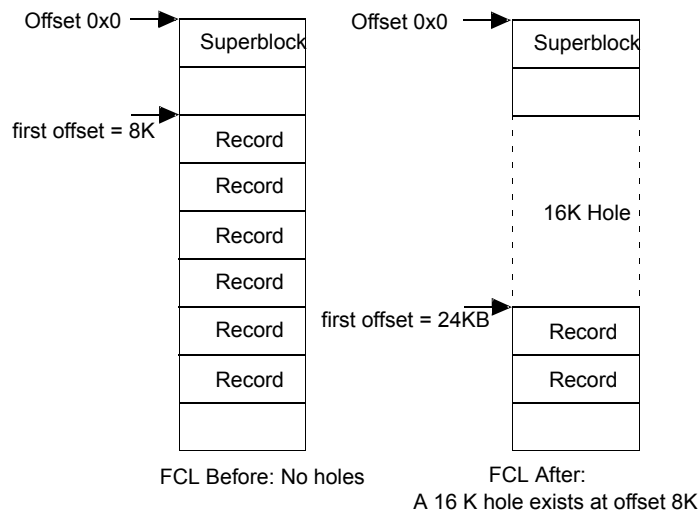 Offset 0x0
Superblock
first offset = 8K
Record
Record
Record
Record
Record
Record
FCL Before: No holes
Offset 0x0
Superblock
16K Hole
first offset = 24KB
Record
Record
FCL After:
A 16 K hole exists at offset 8K